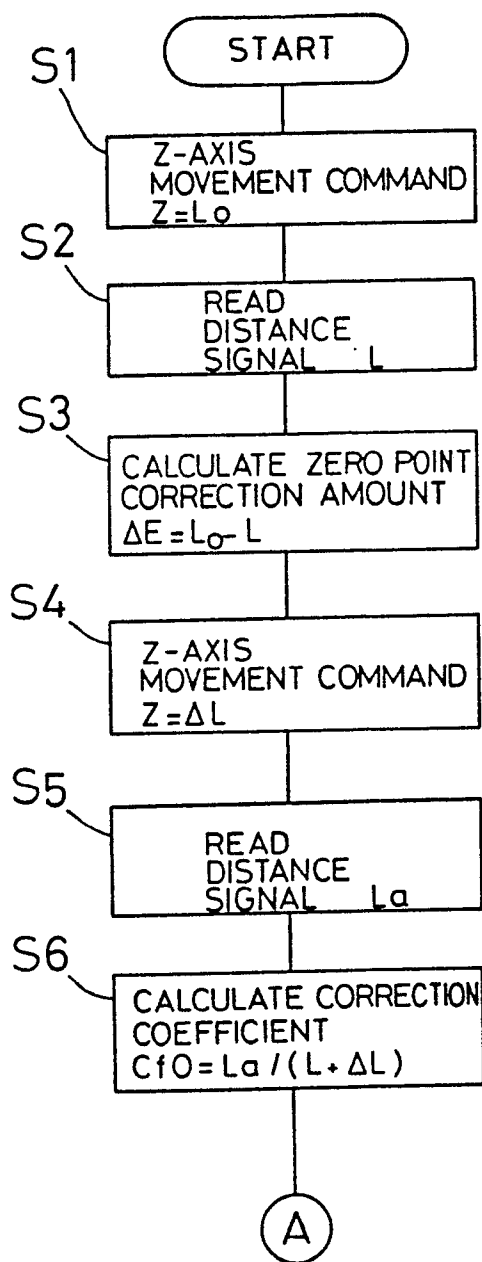 START
S1
Z-AXIS
MOVEMENT COMMAND
Z=Lo
S2
READ
DISTANCE
SIGNAL L
S3
CALCULATE ZERO POINT
CORRECTION AMOUNT
ΔE=Lo-L
S4
Z-AXIS
MOVEMENT COMMAND
Z=ΔL
S5
READ
DISTANCE
SIGNAL La
S6
CALCULATE CORRECTION
COEFFICIENT
CfO=La/(L+ΔL)
A